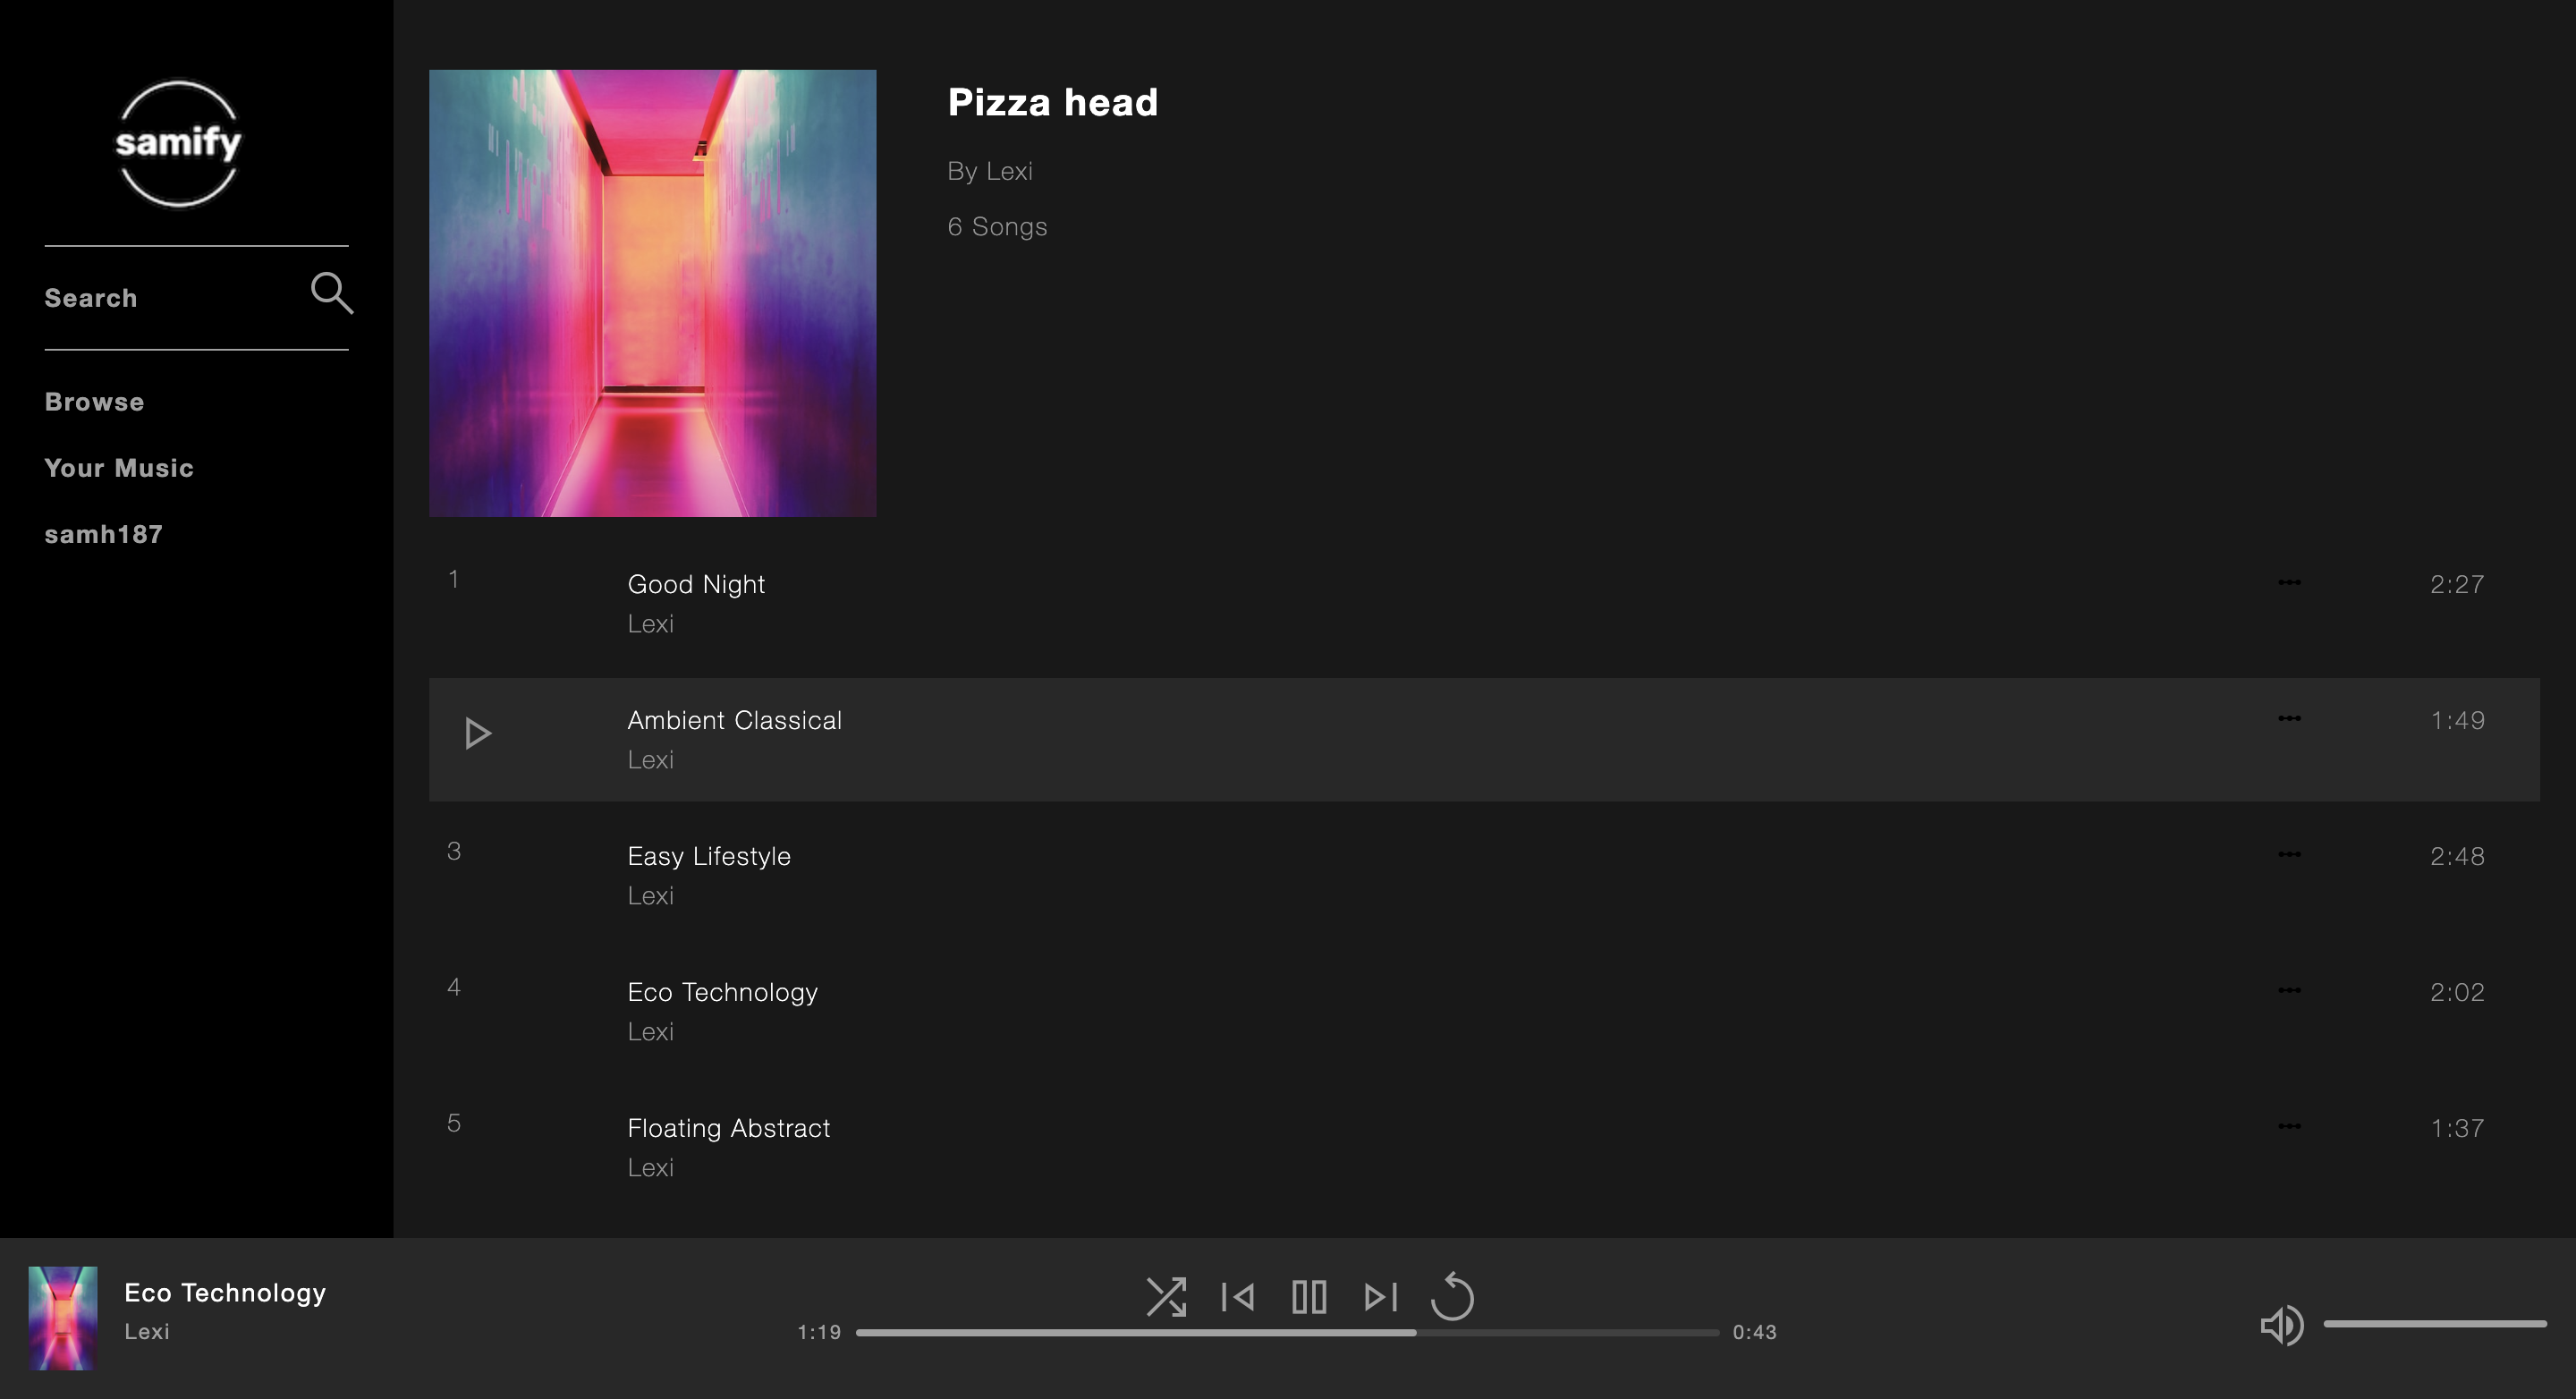 samify
Search
Browse
Your Music
samh187
Pizza head
By Lexi
6 Songs
1
Good Night
Lexi
2:27
Ambient Classical
Lexi
1:49
3
Easy Lifestyle
Lexi
2:48
4
Eco Technology
Lexi
2:02
5
Floating Abstract
Lexi
1:37
Eco Technology
Lexi
1:19
0:43